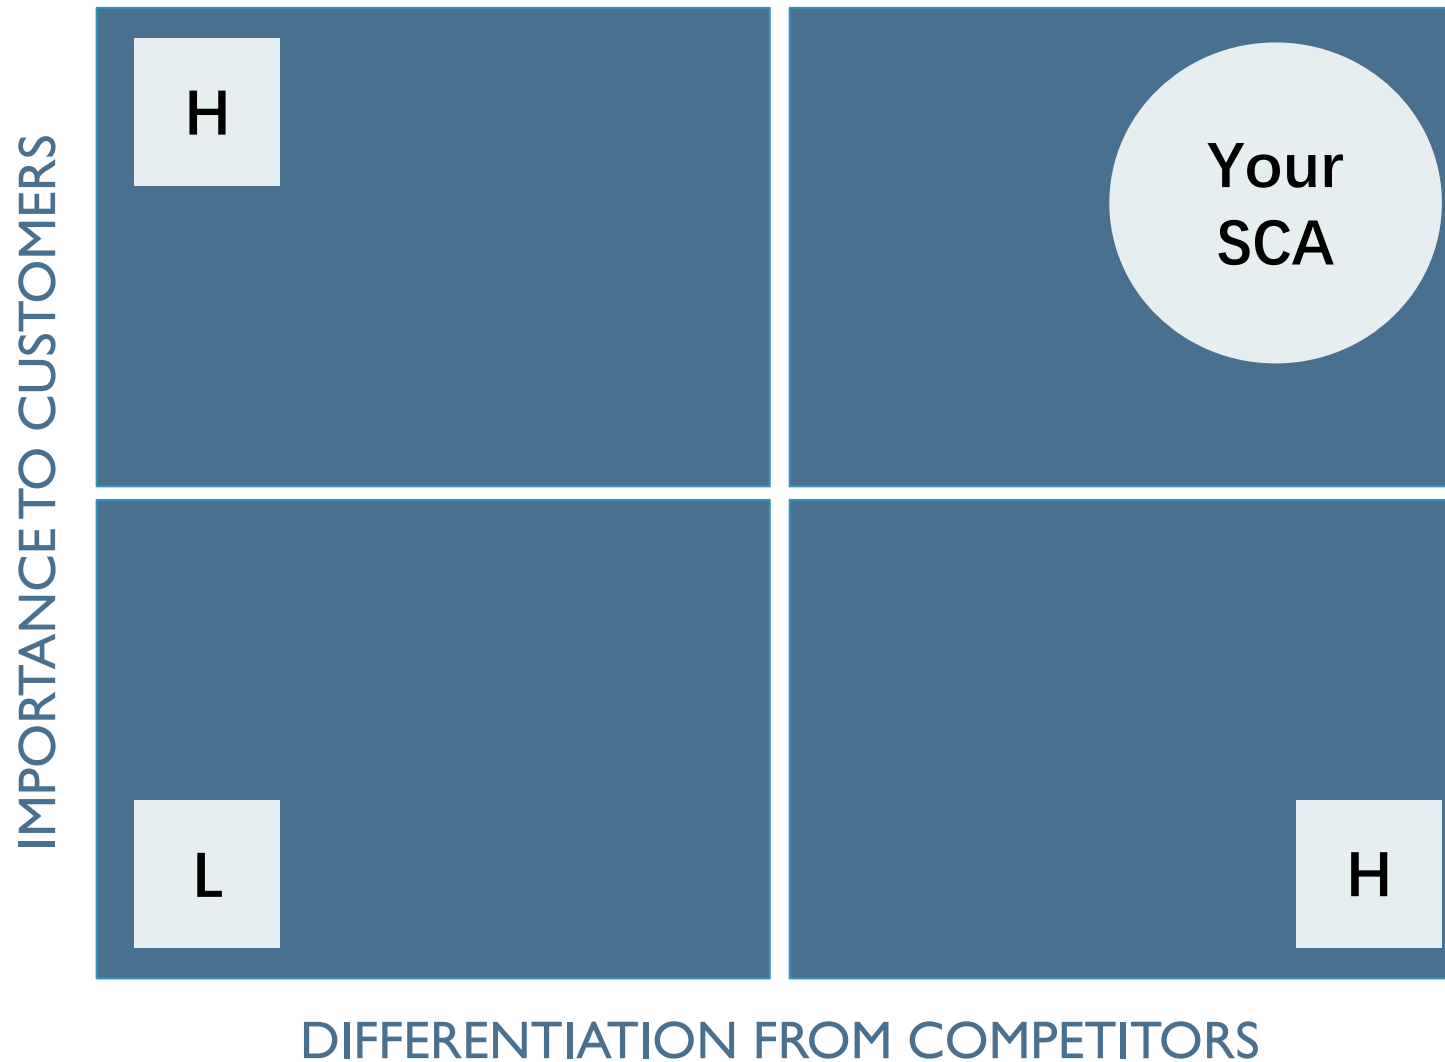 IMPORTANCE TO CUSTOMERS
H
Your
SCA
L
H
DIFFERENTIATION FROM COMPETITORS